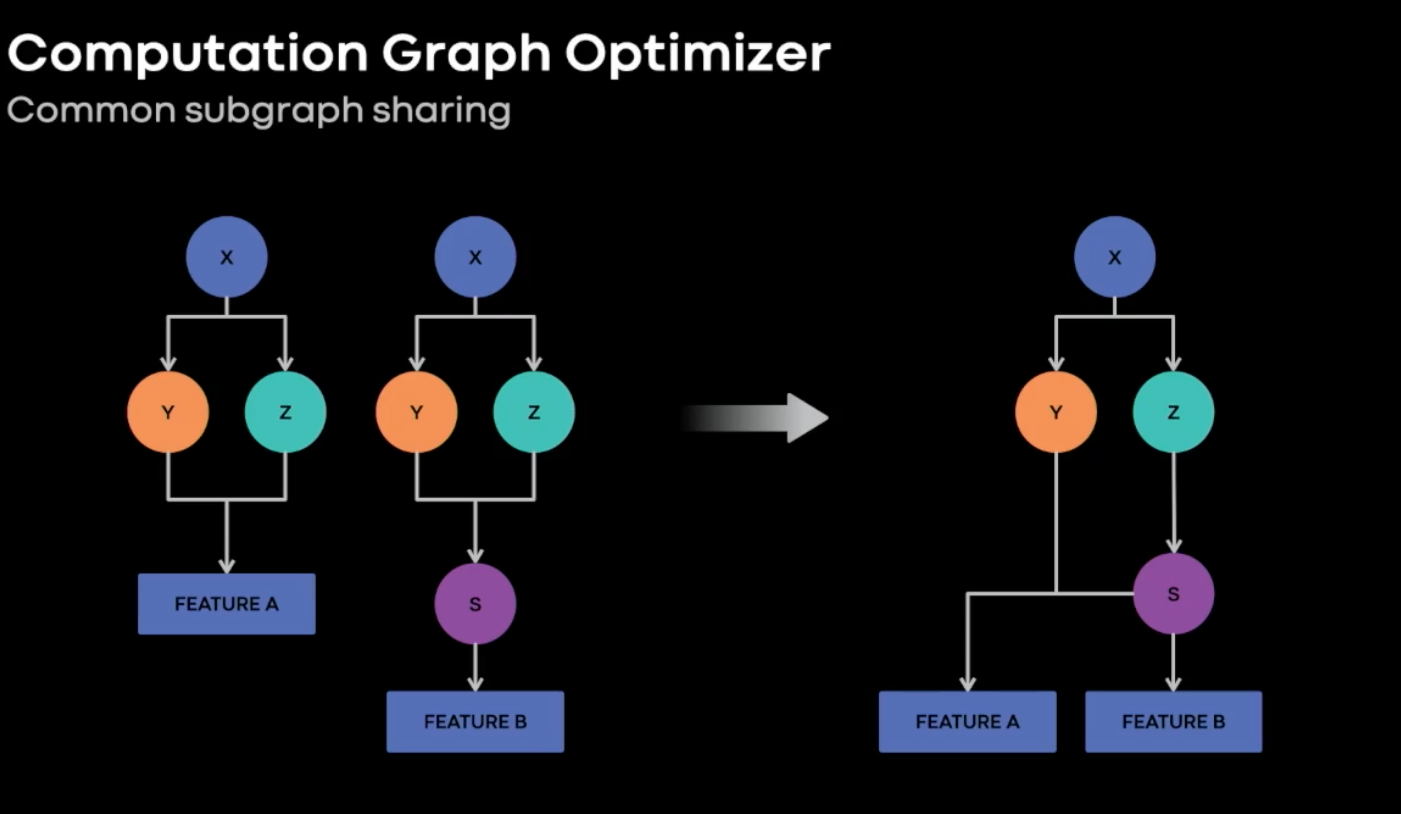 Computation Graph Optimizer
Common subgraph sharing
X
X
X
Y
Z
Y
Z
Y
Z
FEATURE A
S
S
FEATURE B
FEATURE A
FEATURE B